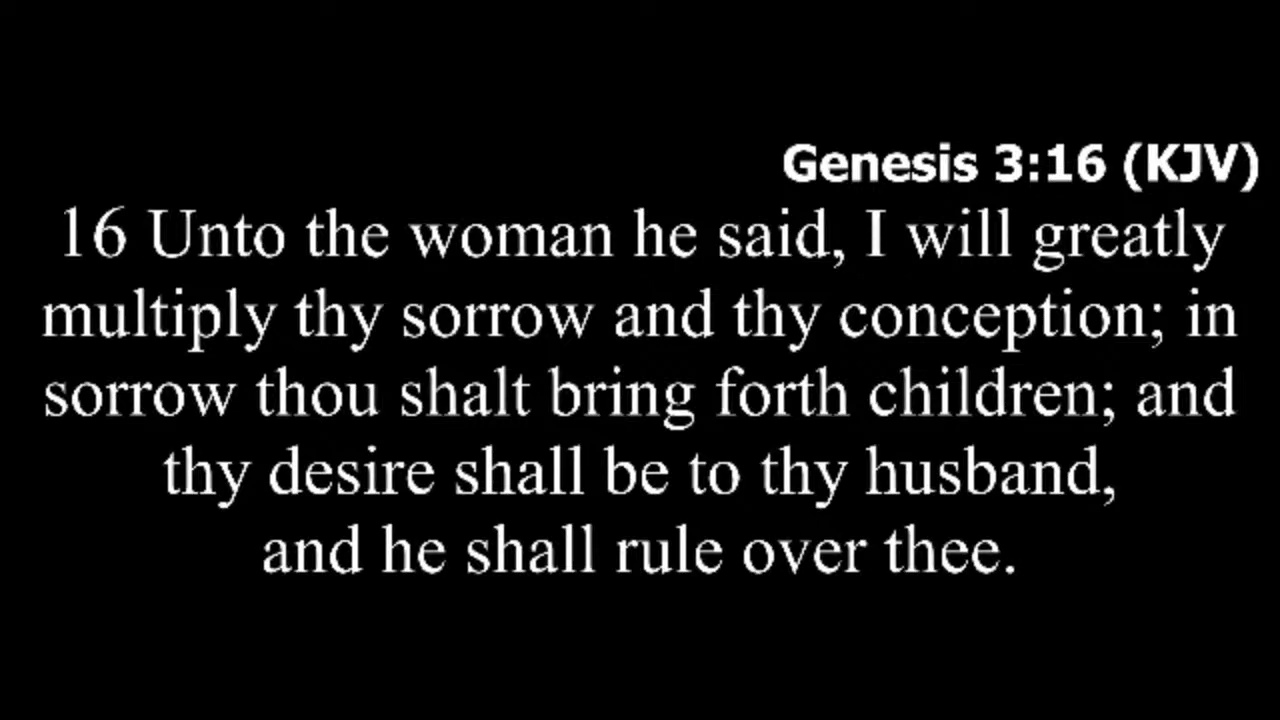 Genesis 3:16 (KJV)
16 Unto the woman he said, I will greatly
multiply thy sorrow and thy conception; in
sorrow thou shalt bring forth children; and
thy desire shall be to thy husband,
and he shall rule over thee.